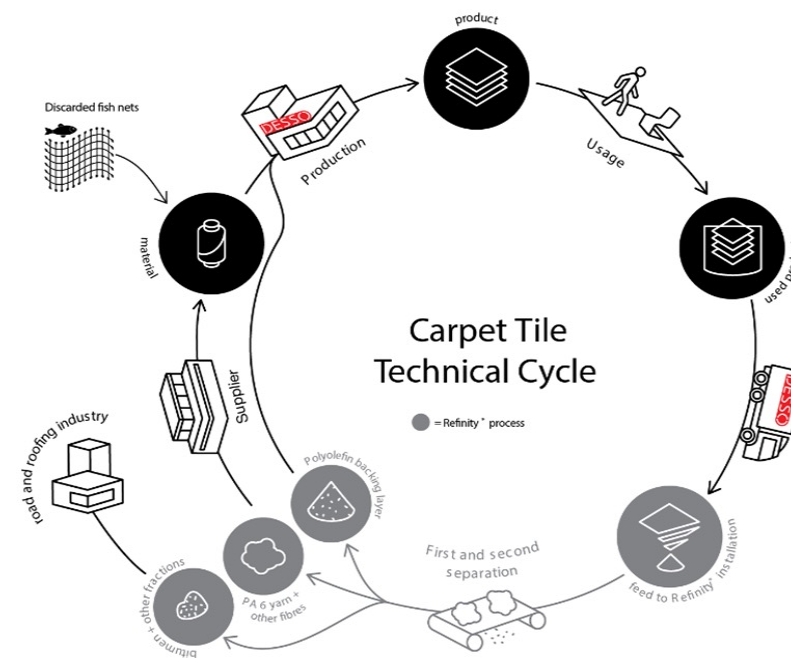 product
Discarded fish nets
DESSO
Production
Usage
material
used
Carpet Tile
Technical Cycle
= Refinity* process
Supplier
DESSO
road and roofing industry
Polyolefin backing layer
First and second
separation
feed to Refinity* installation
PA 6 yarn +
other fibres
bitumen + other fractions